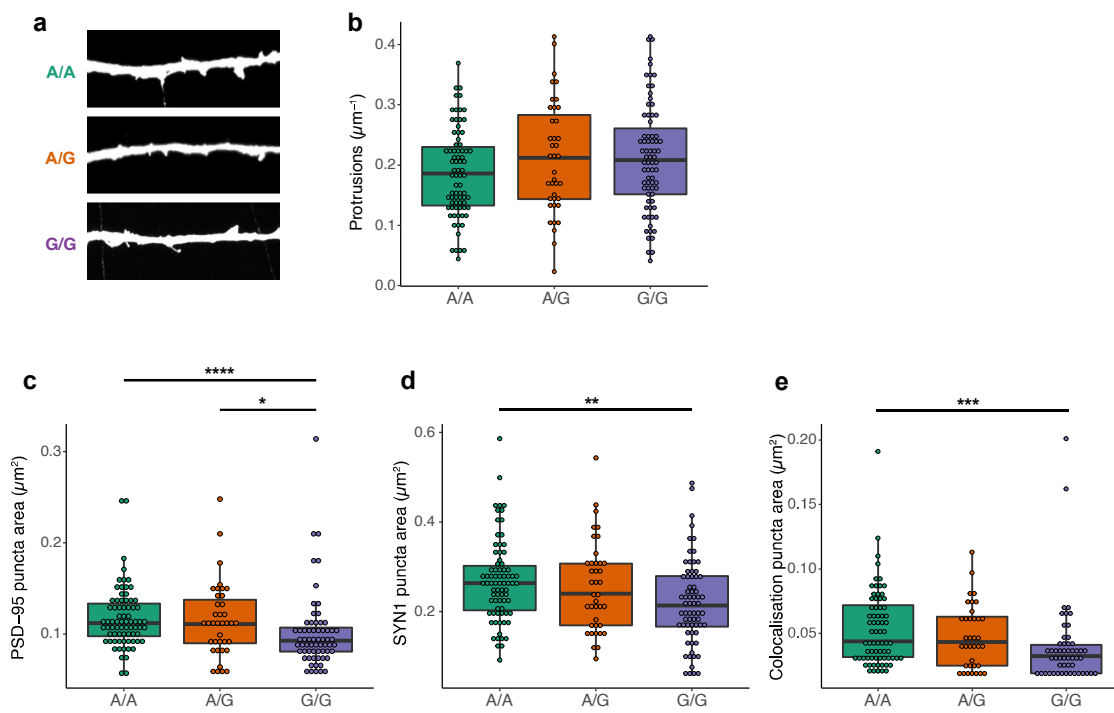 a
A/A
A/G
G/G
b
Protrusions (µm⁻¹)
0.4
0.3
0.2
0.1
0.0
A/A A/G G/G
c
****
*
PSD−95 puncta area (µm²)
0.3
0.2
0.1
A/A A/G G/G
d
**
SYN1 puncta area (µm²)
0.6
0.4
0.2
A/A A/G G/G
e
***
Colocalisation puncta area (µm²)
0.20
0.15
0.10
0.05
A/A A/G G/G